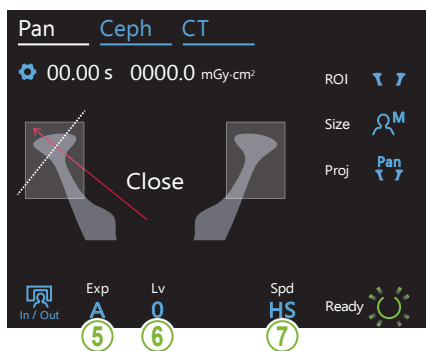 Pan Ceph CT
00.00 s 0000.0 mGy·cm²
ROI
Size M
Proj Pan
Close
In / Out
Exp Lv Spd
A 0 HS
Ready
5 6 7